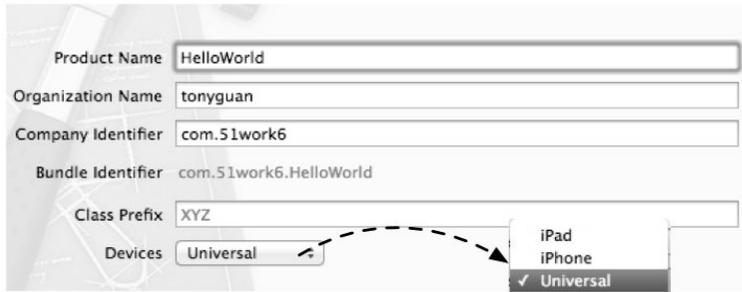 Product Name HelloWorld
Organization Name tonyguan
Company Identifier com.51work6
Bundle Identifier com.51work6.HelloWorld
Class Prefix XYZ
Devices Universal
iPad
iPhone
✓ Universal